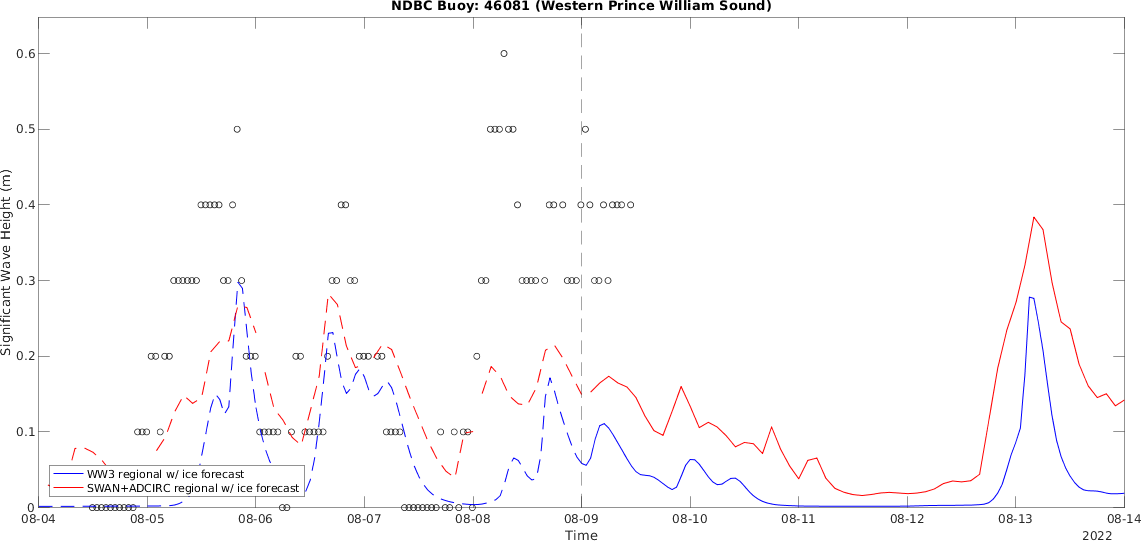 NDBC Buoy: 46081 (Western Prince William Sound)
Significant Wave Height (m)
0.6
0.5
0.4
0.3
0.2
0.1
0
WW3 regional w/ ice forecast
SWAN+ADCIRC regional w/ ice forecast
08-04 08-05 08-06 08-07 08-08 08-09 08-10 08-11 08-12 08-13 08-14
Time
2022